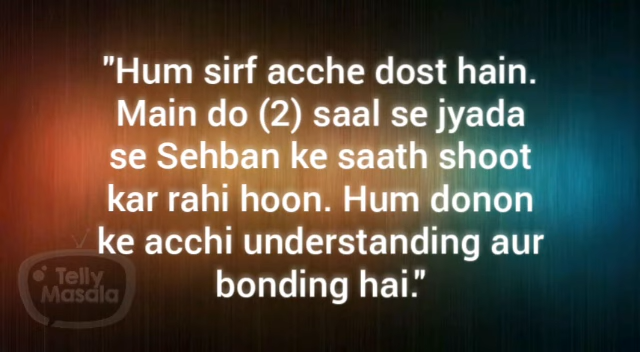 "Hum sirf acche dost hain.
Main do (2) saal se jyada
se Sehban ke saath shoot
kar rahi hoon. Hum donon
ke acchi understanding aur
bonding hai."
Telly
Masala